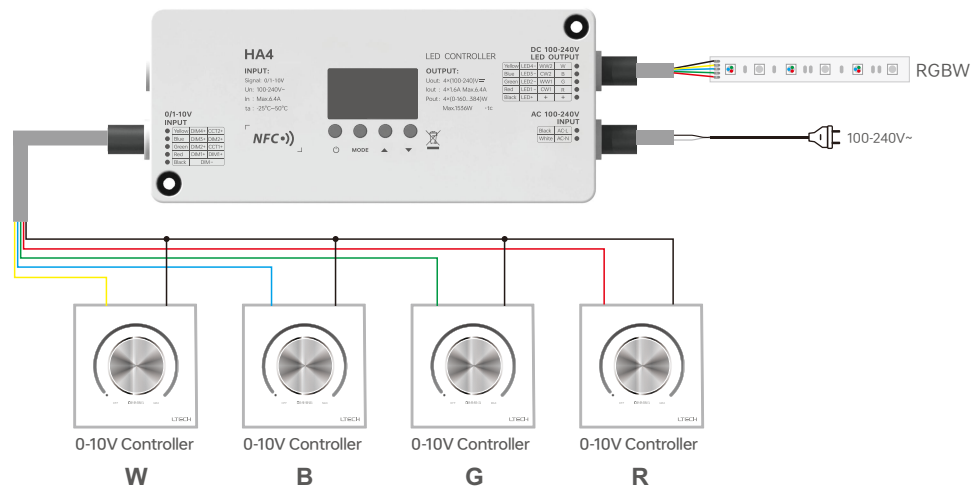 HA4
INPUT:
Signal: 0/1-10V
Uin: 100-240V~
Iin : Max.6.4A
ta : -25°C~50°C
NFC
MODE
LED CONTROLLER
OUTPUT:
Uout: 4×(100-240)V
Iout : 4×1.6A Max.6.4A
Pout: 4×(0-160...384)W
Max.1536W
tc
DC 100-240V
LED OUTPUT
Yellow LED4- WW2 W
Blue LED3- CW2 B
Green LED2- WW1 G
Red LED1- CW1 R
Black LED+ + +
AC 100-240V
INPUT
Black AC-L
White AC-N
0/1-10V
INPUT
Yellow DIM4+ CCT2+
Blue DIM3+ DIM2+
Green DIM2+ CCT1+
Red DIM1+ DIM1+
Black DIM-
RGBW
100-240V~
LTECH
LTECH
LTECH
LTECH
0-10V Controller
0-10V Controller
0-10V Controller
0-10V Controller
W
B
G
R